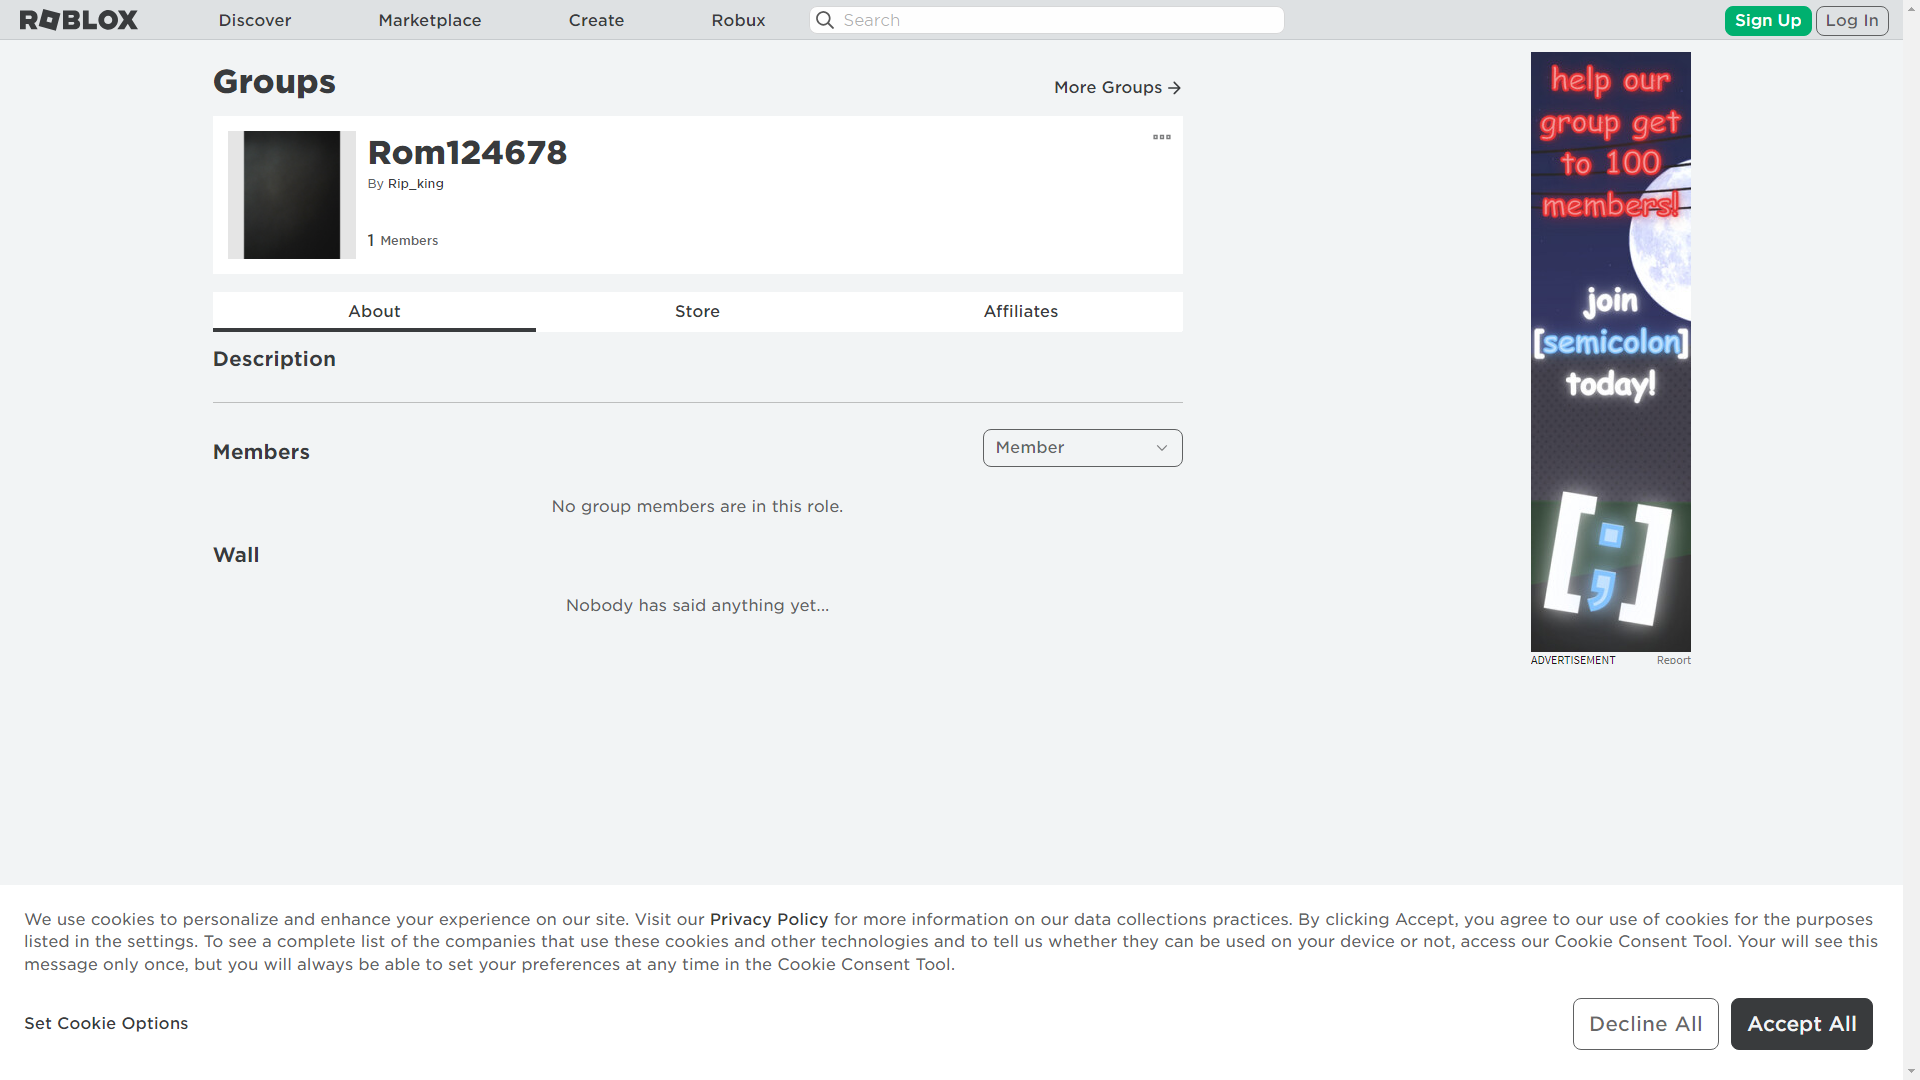 ROBLOX
Discover
Marketplace
Create
Robux
Search
Sign Up
Log In
Groups
More Groups
Rom124678
By Rip_king
1 Members
About
Store
Affiliates
Description
Members
Member
No group members are in this role.
Wall
Nobody has said anything yet...
help our
group get
to 100
members!
join
[semicolon]
today!
[;]
ADVERTISEMENT
Report
We use cookies to personalize and enhance your experience on our site. Visit our Privacy Policy for more information on our data collections practices. By clicking Accept, you agree to our use of cookies for the purposes
listed in the settings. To see a complete list of the companies that use these cookies and other technologies and to tell us whether they can be used on your device or not, access our Cookie Consent Tool. Your will see this
message only once, but you will always be able to set your preferences at any time in the Cookie Consent Tool.
Set Cookie Options
Decline All
Accept All